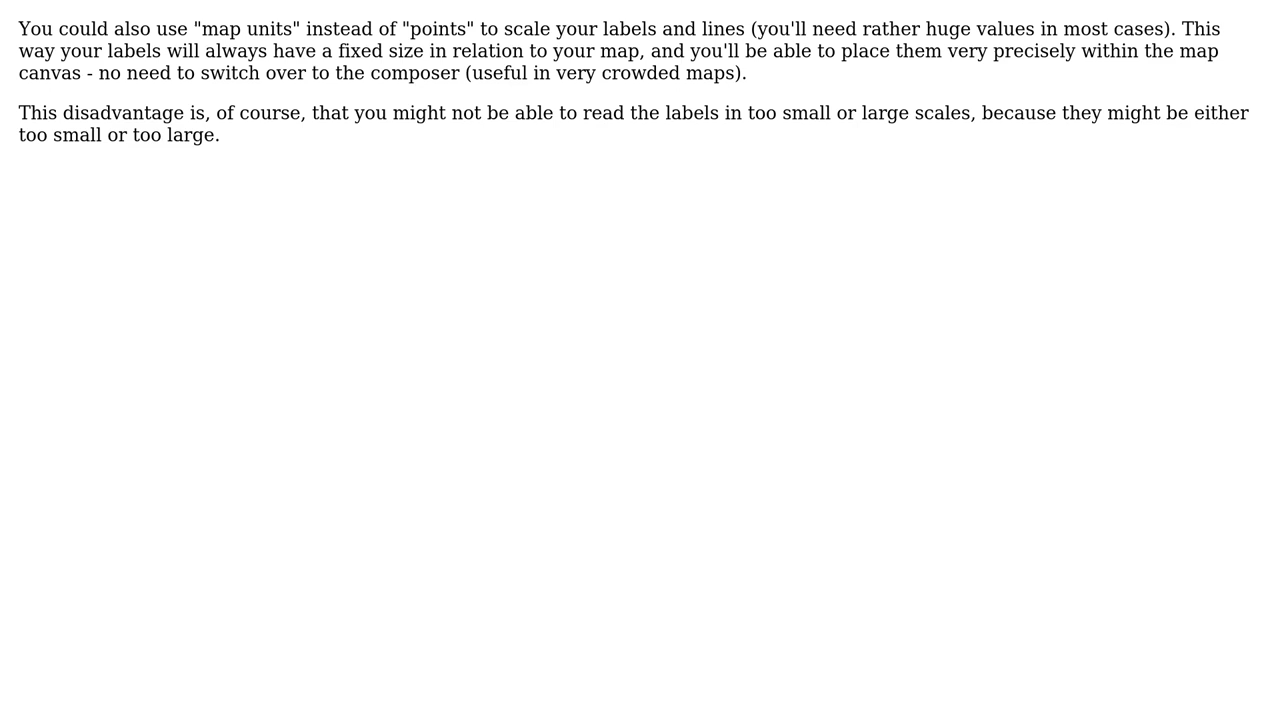 You could also use "map units" instead of "points" to scale your labels and lines (you'll need rather huge values in most cases). This
way your labels will always have a fixed size in relation to your map, and you'll be able to place them very precisely within the map
canvas - no need to switch over to the composer (useful in very crowded maps).
This disadvantage is, of course, that you might not be able to read the labels in too small or large scales, because they might be either
too small or too large.